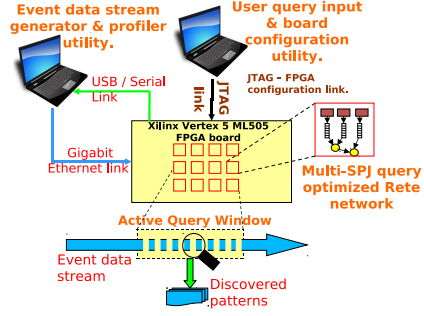 Event data stream
generator & profiler
utility.
User query input
& board
configuration
utility.
USB / Serial
Link
JTAG
link
JTAG - FPGA
configuration link.
Xilinx Vertex 5 ML505
FPGA board
Gigabit
Ethernet link
Multi-SPJ query
optimized Rete
network
Active Query Window
Event data
stream
Discovered
patterns